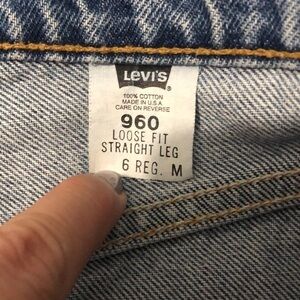 LEVI'S
®
100% COTTON
MADE IN U.S.A
CARE ON REVERSE
960
LOOSE FIT
STRAIGHT LEG
6 REG. M